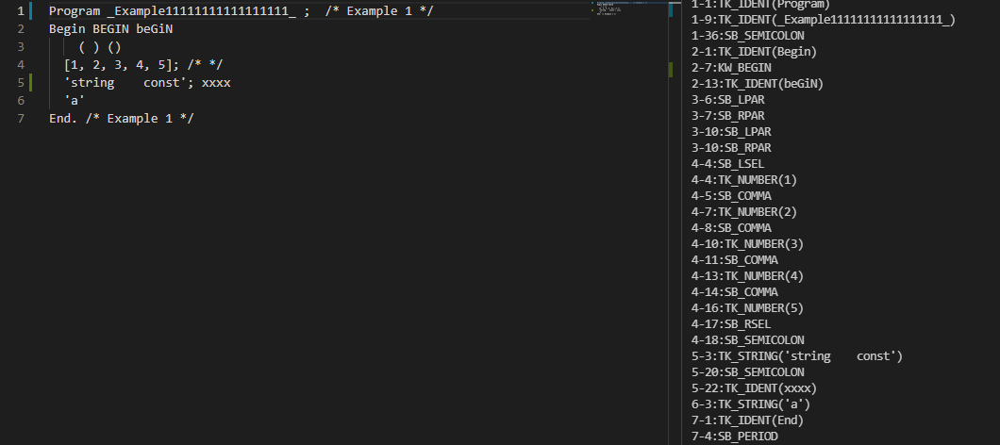 1 Program _Example11111111111111111_ ;  /* Example 1 */
2 Begin BEGIN beGiN
3     ( ) ()
4   [1, 2, 3, 4, 5]; /* */
5   'string    const'; xxxx
6   'a'
7 End. /* Example 1 */
1-1:TK_IDENT(Program)
1-9:TK_IDENT(_Example11111111111111111_)
1-36:SB_SEMICOLON
2-1:TK_IDENT(Begin)
2-7:KW_BEGIN
2-13:TK_IDENT(beGiN)
3-6:SB_LPAR
3-7:SB_RPAR
3-10:SB_LPAR
3-10:SB_RPAR
4-4:SB_LSEL
4-4:TK_NUMBER(1)
4-5:SB_COMMA
4-7:TK_NUMBER(2)
4-8:SB_COMMA
4-10:TK_NUMBER(3)
4-11:SB_COMMA
4-13:TK_NUMBER(4)
4-14:SB_COMMA
4-16:TK_NUMBER(5)
4-17:SB_RSEL
4-18:SB_SEMICOLON
5-3:TK_STRING('string    const')
5-20:SB_SEMICOLON
5-22:TK_IDENT(xxxx)
6-3:TK_STRING('a')
7-1:TK_IDENT(End)
7-4:SB_PERIOD